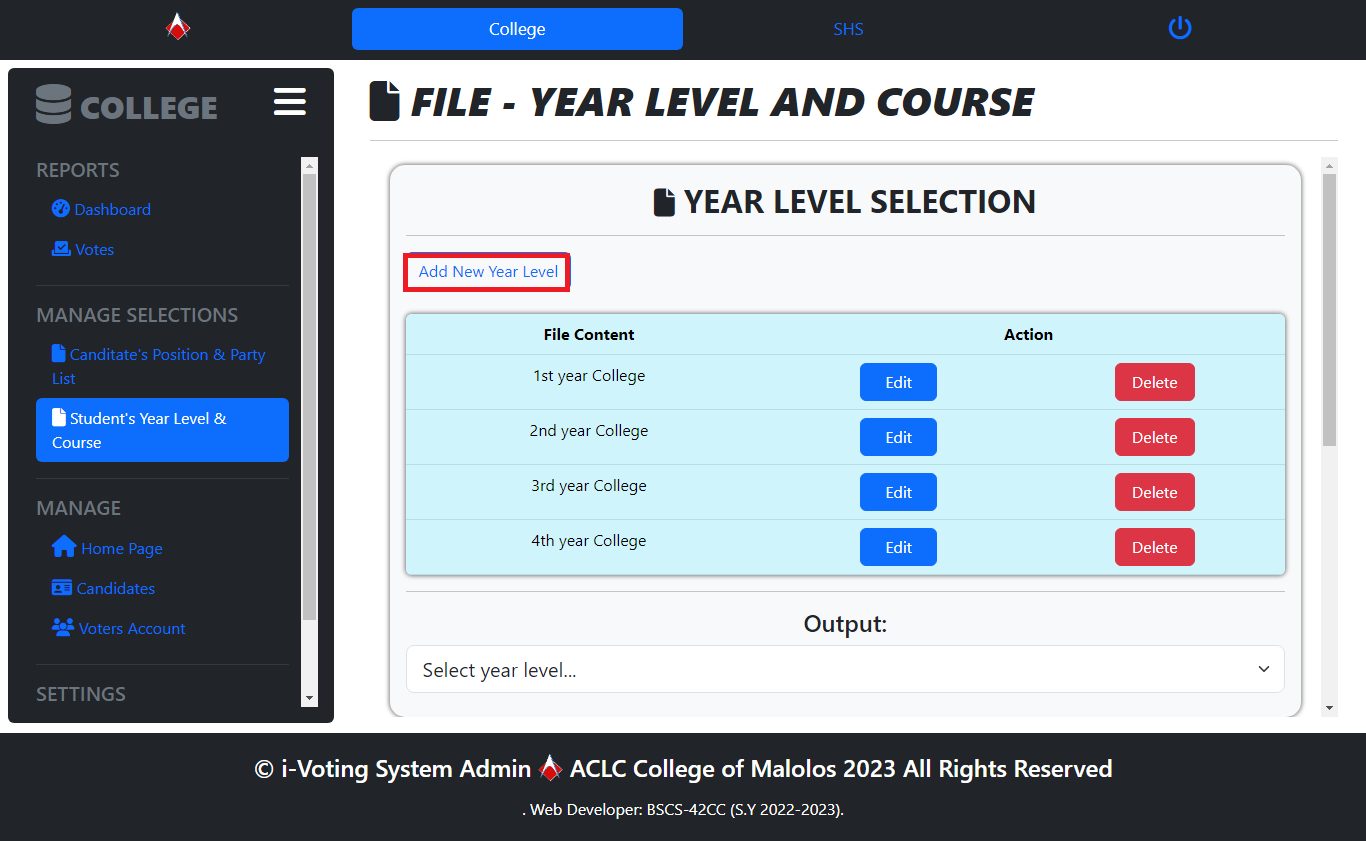 College
SHS
COLLEGE
REPORTS
Dashboard
Votes
MANAGE SELECTIONS
Canditate's Position & Party
List
Student's Year Level &
Course
MANAGE
Home Page
Candidates
Voters Account
SETTINGS
FILE - YEAR LEVEL AND COURSE
YEAR LEVEL SELECTION
Add New Year Level
File Content Action
1st year College Edit Delete
2nd year College Edit Delete
3rd year College Edit Delete
4th year College Edit Delete
Output:
Select year level...
© i-Voting System Admin ACLC College of Malolos 2023 All Rights Reserved
. Web Developer: BSCS-42CC (S.Y 2022-2023).